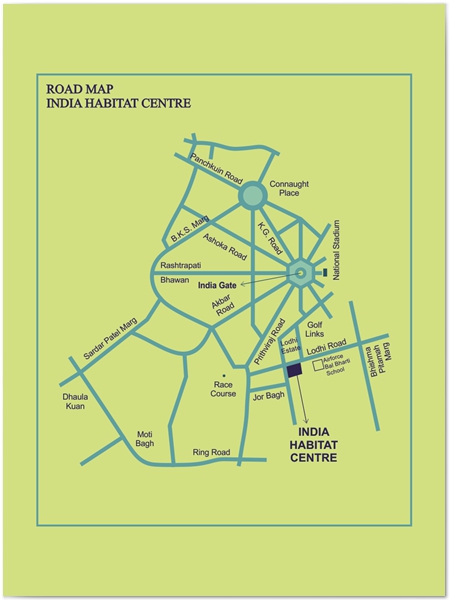 ROAD MAP
INDIA HABITAT CENTRE
Panchkuin Road
Connaught
Place
B.K.S. Marg
Ashoka Road
K.G. Road
National Stadium
Rashtrapati
Bhawan
India Gate
Akbar
Road
Sardar Patel Marg
Prithviraj Road
Golf
Links
Lodhi
Estate
Lodhi Road
Airforce
Bal Bharti
School
Bhishma
Pitamah
Marg
Race
Course
Jor Bagh
Dhaula
Kuan
Moti
Bagh
Ring Road
INDIA
HABITAT
CENTRE